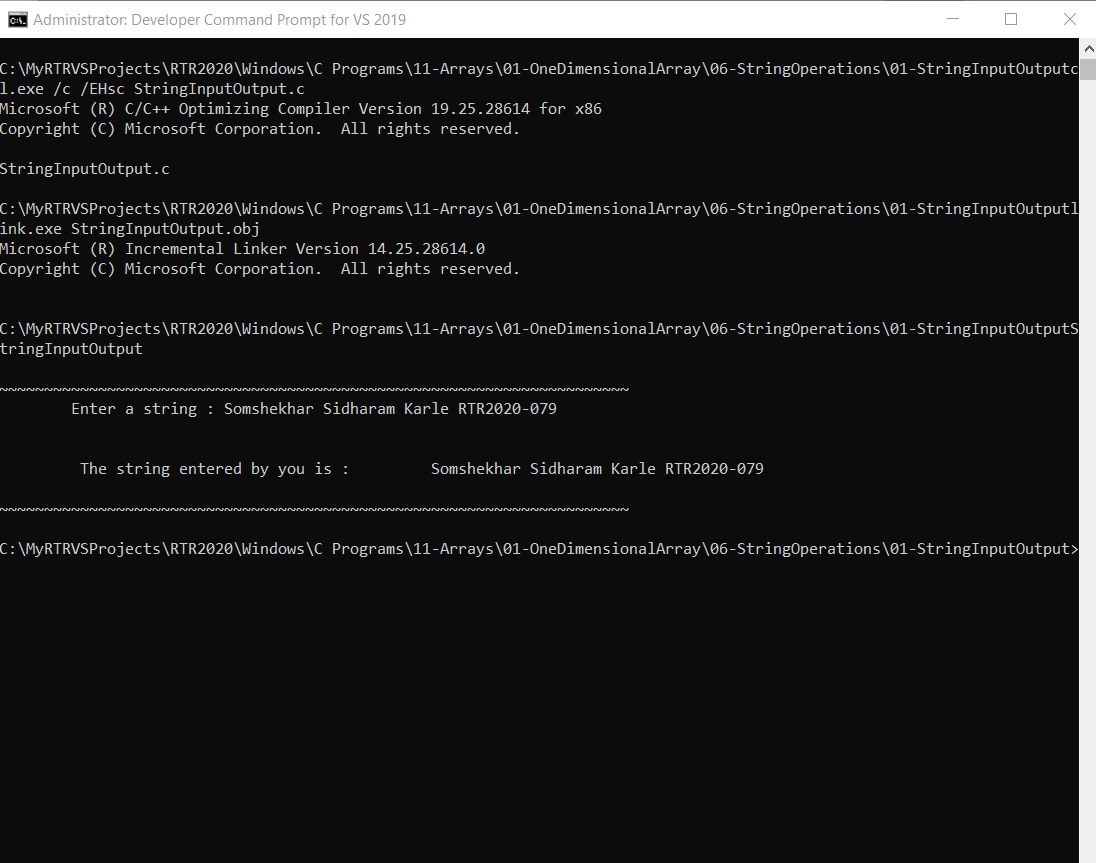 Administrator: Developer Command Prompt for VS 2019
C:\MyRTRVSProjects\RTR2020\Windows\C Programs\11-Arrays\01-OneDimensionalArray\06-StringOperations\01-StringInputOutputc
l.exe /c /EHsc StringInputOutput.c
Microsoft (R) C/C++ Optimizing Compiler Version 19.25.28614 for x86
Copyright (C) Microsoft Corporation.  All rights reserved.
StringInputOutput.c
C:\MyRTRVSProjects\RTR2020\Windows\C Programs\11-Arrays\01-OneDimensionalArray\06-StringOperations\01-StringInputOutputl
ink.exe StringInputOutput.obj
Microsoft (R) Incremental Linker Version 14.25.28614.0
Copyright (C) Microsoft Corporation.  All rights reserved.
C:\MyRTRVSProjects\RTR2020\Windows\C Programs\11-Arrays\01-OneDimensionalArray\06-StringOperations\01-StringInputOutputS
tringInputOutput
~~~~~~~~~~~~~~~~~~~~~~~~~~~~~~~~~~~~~~~~~~~~~~~~~~~~~~~~~~~~~~~~~~~~~~
Enter a string : Somshekhar Sidharam Karle RTR2020-079
The string entered by you is :         Somshekhar Sidharam Karle RTR2020-079
~~~~~~~~~~~~~~~~~~~~~~~~~~~~~~~~~~~~~~~~~~~~~~~~~~~~~~~~~~~~~~~~~~~~~~
C:\MyRTRVSProjects\RTR2020\Windows\C Programs\11-Arrays\01-OneDimensionalArray\06-StringOperations\01-StringInputOutput>